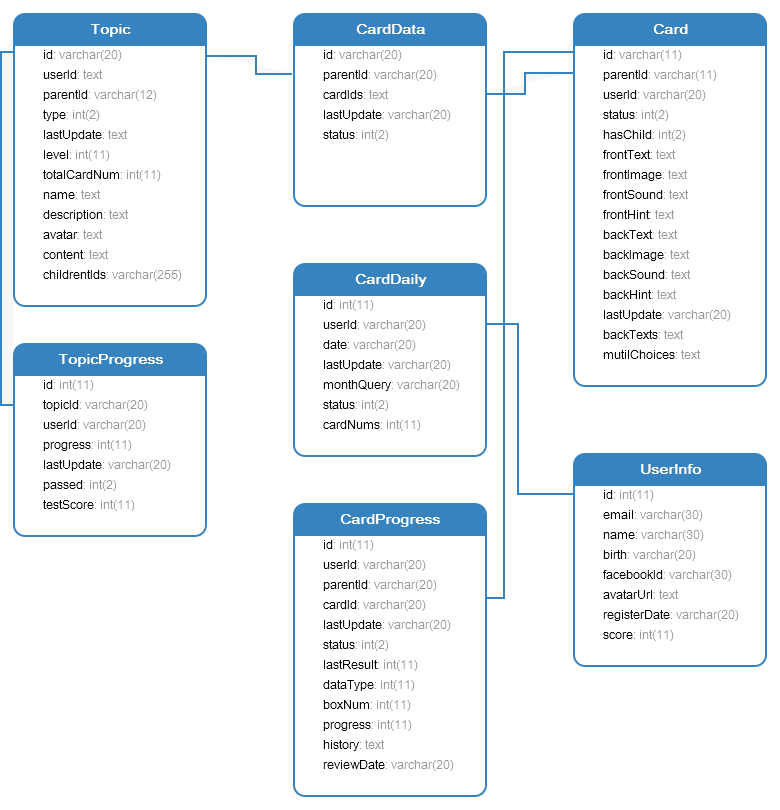 Topic
id: varchar(20)
userId: text
parentId: varchar(12)
type: int(2)
lastUpdate: text
level: int(11)
totalCardNum: int(11)
name: text
description: text
avatar: text
content: text
childrentIds: varchar(255)
TopicProgress
id: int(11)
topicId: varchar(20)
userId: varchar(20)
progress: int(11)
lastUpdate: varchar(20)
passed: int(2)
testScore: int(11)
CardData
id: varchar(20)
parentId: varchar(20)
cardIds: text
lastUpdate: varchar(20)
status: int(2)
CardDaily
id: int(11)
userId: varchar(20)
date: varchar(20)
lastUpdate: varchar(20)
monthQuery: varchar(20)
status: int(2)
cardNums: int(11)
CardProgress
id: int(11)
userId: varchar(20)
parentId: varchar(20)
cardId: varchar(20)
lastUpdate: varchar(20)
status: int(2)
lastResult: int(11)
dataType: int(11)
boxNum: int(11)
progress: int(11)
history: text
reviewDate: varchar(20)
Card
id: varchar(11)
parentId: varchar(11)
userId: varchar(20)
status: int(2)
hasChild: int(2)
frontText: text
frontImage: text
frontSound: text
frontHint: text
backText: text
backImage: text
backSound: text
backHint: text
lastUpdate: varchar(20)
backTexts: text
mutilChoices: text
UserInfo
id: int(11)
email: varchar(30)
name: varchar(30)
birth: varchar(20)
facebookId: varchar(30)
avatarUrl: text
registerDate: varchar(20)
score: int(11)